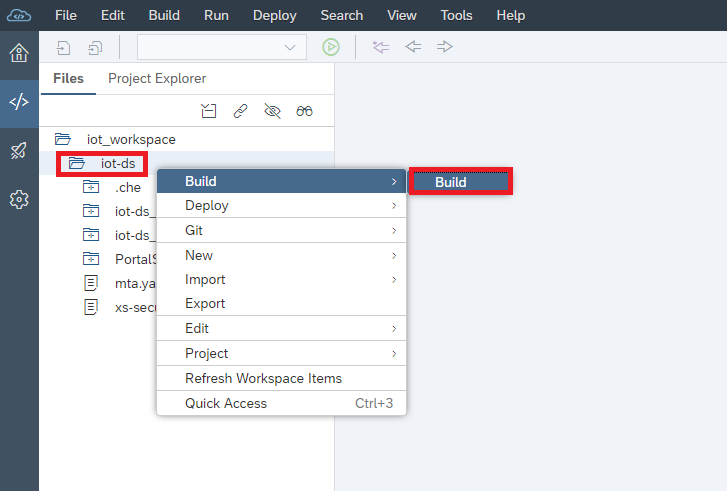 File Edit Build Run Deploy Search View Tools Help
Files Project Explorer
iot_workspace
iot-ds
.che
iot-ds_
iot-ds_
PortalS
mta.ya
xs-secu
Build
Deploy
Git
New
Import
Export
Edit
Project
Refresh Workspace Items
Quick Access Ctrl+3
Build